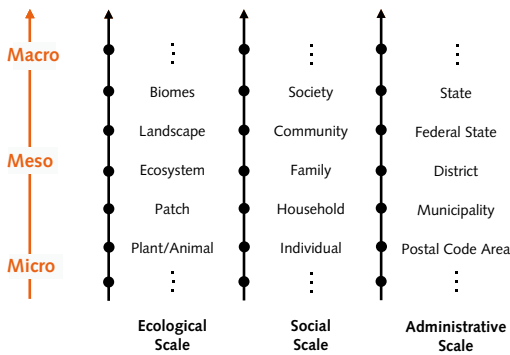 Macro
Biomes Society State
Landscape Community Federal State
Meso
Ecosystem Family District
Patch Household Municipality
Plant/Animal Individual Postal Code Area
Micro
Ecological Social Administrative
Scale Scale Scale